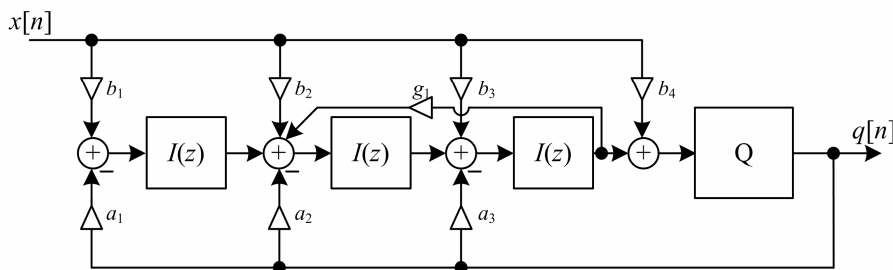 x[n]
b₁
b₂
g₁
b₃
b₄
+
I(z)
+
I(z)
+
I(z)
+
Q
q[n]
−
−
−
a₁
a₂
a₃